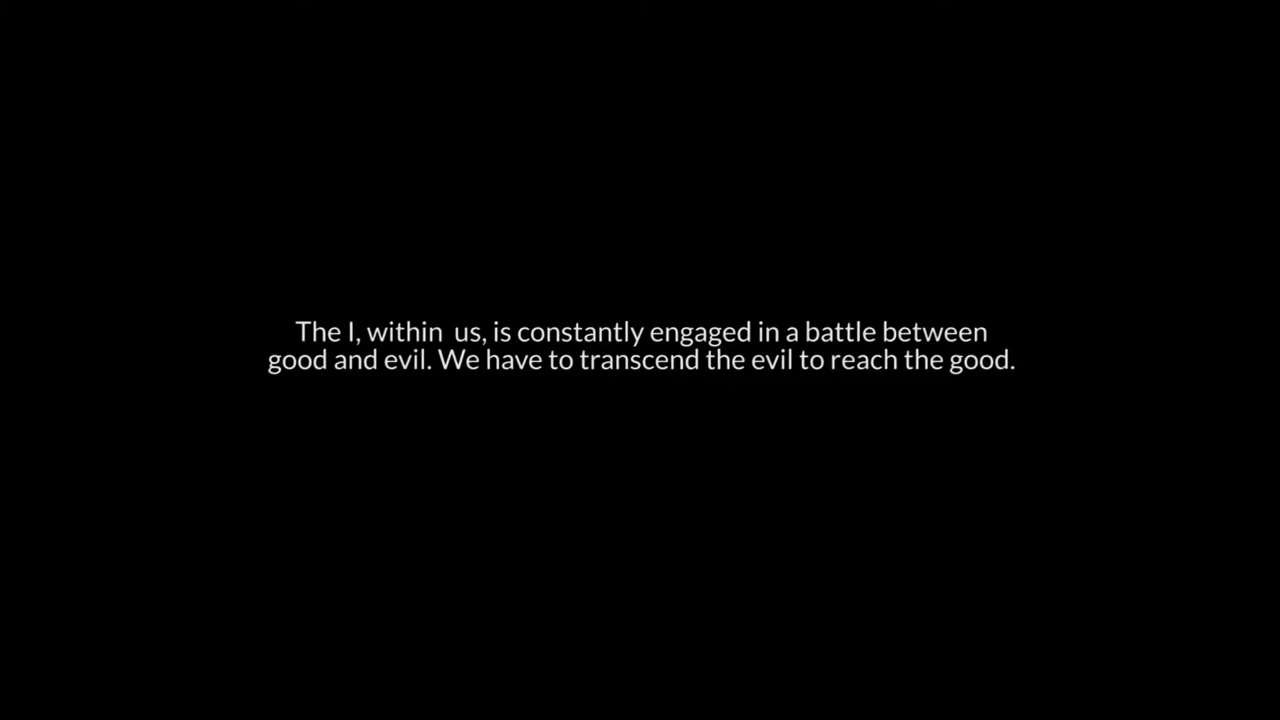 The I, within  us, is constantly engaged in a battle between
good and evil. We have to transcend the evil to reach the good.